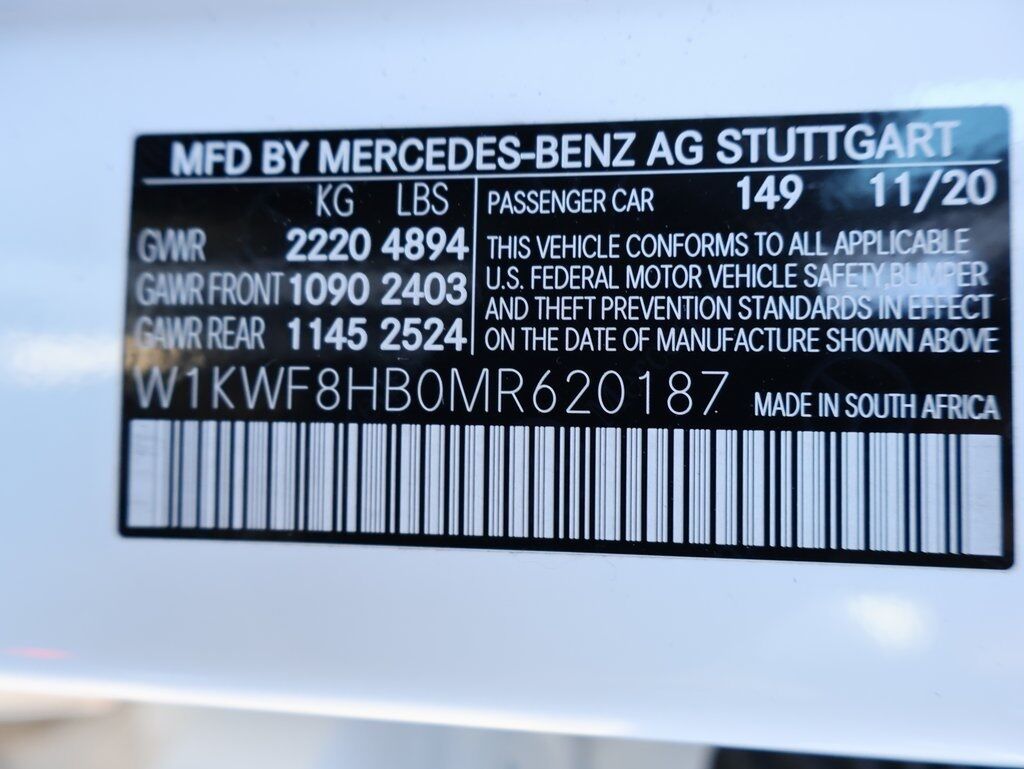 MFD BY MERCEDES-BENZ AG STUTTGART
KG LBS
GVWR 2220 4894
GAWR FRONT 1090 2403
GAWR REAR 1145 2524
PASSENGER CAR 149 11/20
THIS VEHICLE CONFORMS TO ALL APPLICABLE
U.S. FEDERAL MOTOR VEHICLE SAFETY,BUMPER
AND THEFT PREVENTION STANDARDS IN EFFECT
ON THE DATE OF MANUFACTURE SHOWN ABOVE
W1KWF8HB0MR620187 MADE IN SOUTH AFRICA